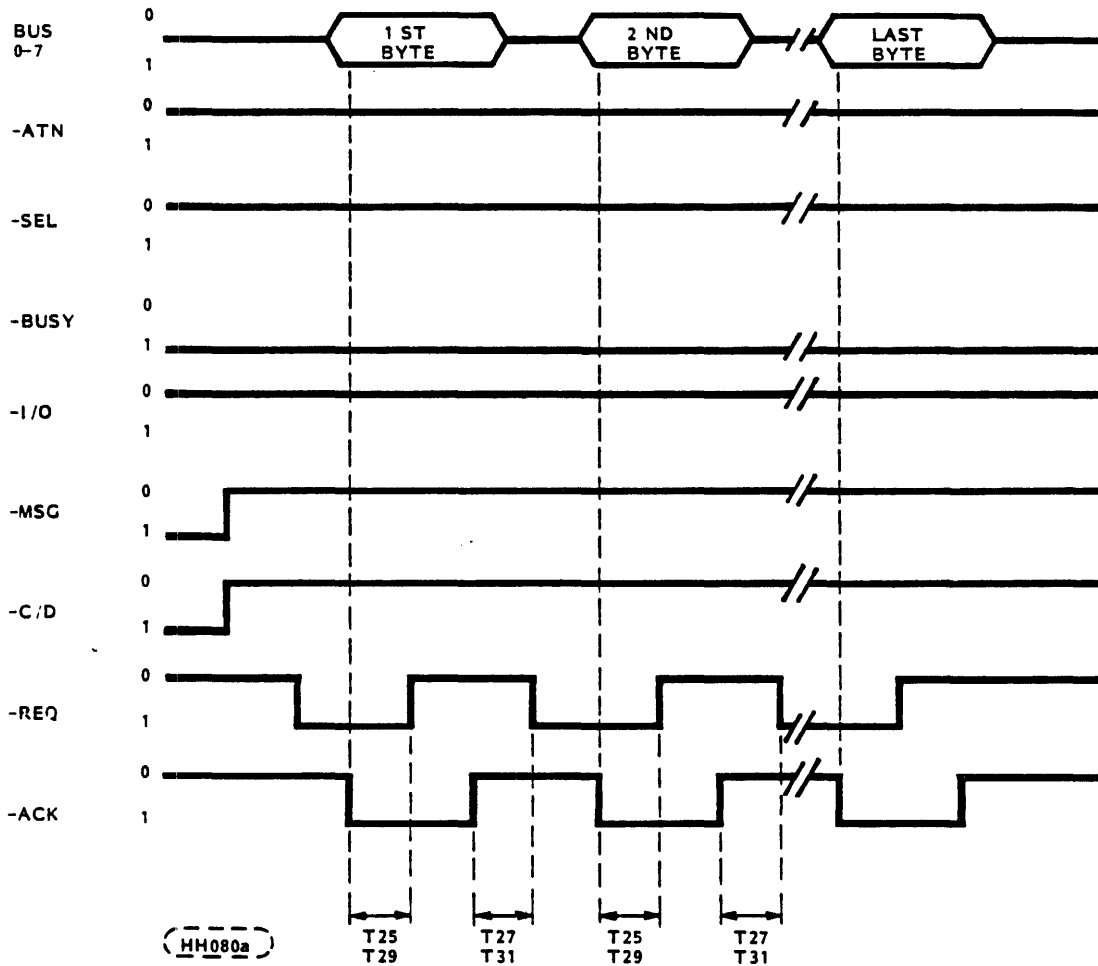 BUS
0-7
0
1
1 ST
BYTE
2 ND
BYTE
LAST
BYTE
-ATN
0
1
-SEL
0
1
-BUSY
0
1
-I/O
0
1
-MSG
0
1
-C/D
0
1
-REQ
0
1
-ACK
0
1
T25
T29
T27
T31
T25
T29
T27
T31
HH080a